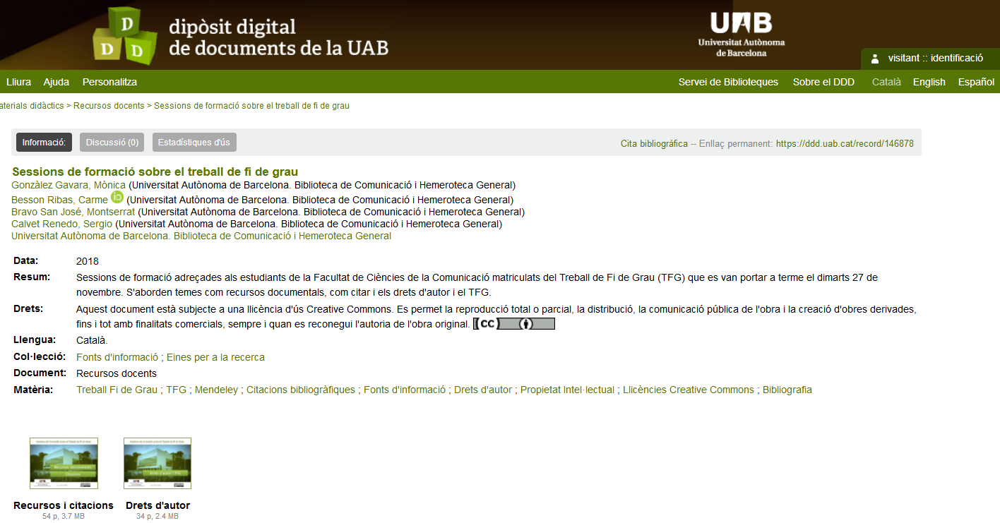 D
D
D
dipòsit digital
de documents de la UAB
UAB
Universitat Autònoma
de Barcelona
visitant :: identificació
Lliura Ajuda Personalitza Servei de Biblioteques Sobre el DDD Català English Español
aterials didàctics > Recursos docents > Sessions de formació sobre el treball de fi de grau
Informació: Discussió (0) Estadístiques d'ús Cita bibliogràfica -- Enllaç permanent: https://ddd.uab.cat/record/146878
Sessions de formació sobre el treball de fi de grau
Gonzàlez Gavara, Mònica (Universitat Autònoma de Barcelona. Biblioteca de Comunicació i Hemeroteca General)
Besson Ribas, Carme iD (Universitat Autònoma de Barcelona. Biblioteca de Comunicació i Hemeroteca General)
Bravo San José, Montserrat (Universitat Autònoma de Barcelona. Biblioteca de Comunicació i Hemeroteca General)
Calvet Renedo, Sergio (Universitat Autònoma de Barcelona. Biblioteca de Comunicació i Hemeroteca General)
Universitat Autònoma de Barcelona. Biblioteca de Comunicació i Hemeroteca General
Data: 2018
Resum: Sessions de formació adreçades als estudiants de la Facultat de Ciències de la Comunicació matriculats del Treball de Fi de Grau (TFG) que es van portar a terme el dimarts 27 de
novembre. S'aborden temes com recursos documentals, com citar i els drets d'autor i el TFG.
Drets: Aquest document està subjecte a una llicència d'ús Creative Commons. Es permet la reproducció total o parcial, la distribució, la comunicació pública de l'obra i la creació d'obres derivades,
fins i tot amb finalitats comercials, sempre i quan es reconegui l'autoria de l'obra original. (cc)
Llengua: Català.
Col·lecció: Fonts d'informació ; Eines per a la recerca
Document: Recursos docents
Matèria: Treball Fi de Grau ; TFG ; Mendeley ; Citacions bibliogràfiques ; Fonts d'informació ; Drets d'autor ; Propietat Intel·lectual ; Llicències Creative Commons ; Bibliografia
Recursos documentals
Citacions
Drets d'autor i TFG
Recursos i citacions Drets d'autor
54 p, 3.7 MB 34 p, 2.4 MB